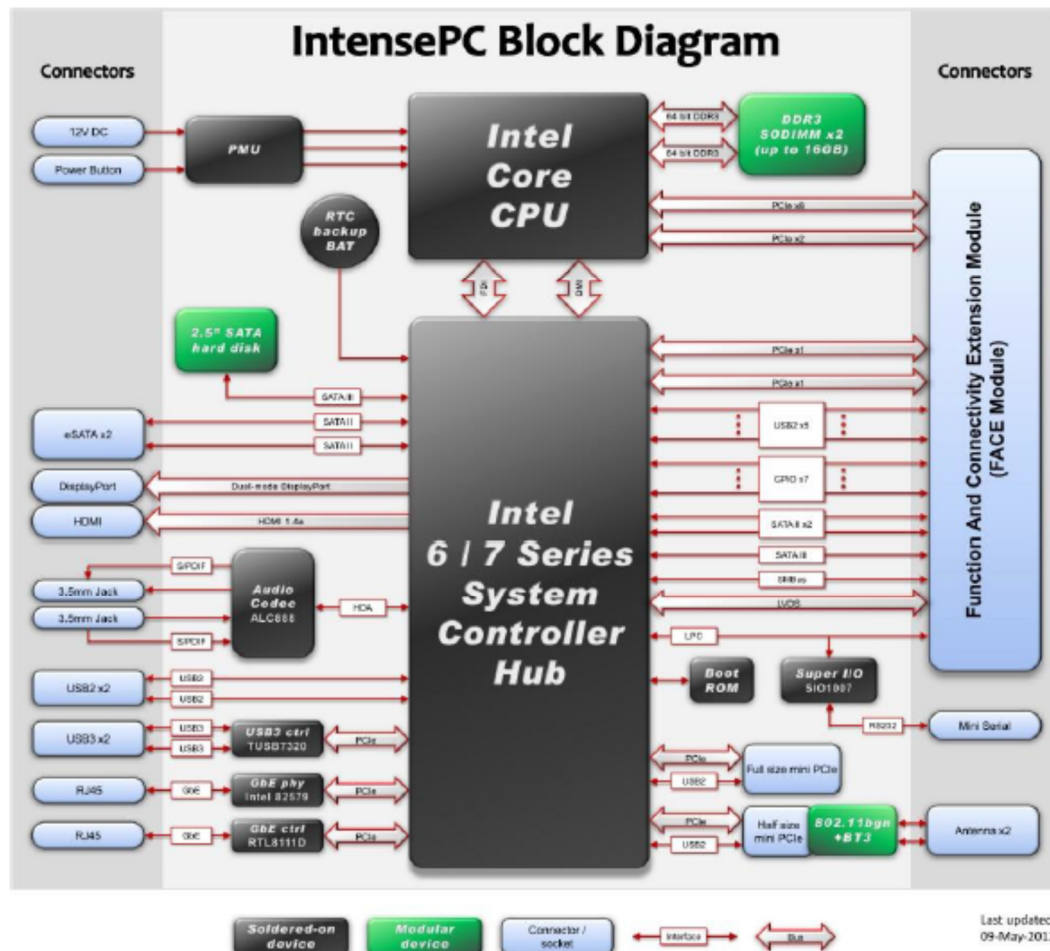 IntensePC Block Diagram
Connectors
Connectors
12V DC
Power Button
PMU
Intel
Core
CPU
64 bit DDR3
64 bit DDR3
DDR3
SODIMM x2
(up to 16GB)
RTC
backup
BAT
PCIe x8
PCIe x2
FDI
DMI
Function And Connectivity Extension Module
(FACE Module)
2.5" SATA
hard disk
SATA III
eSATA x2
SATA II
SATA II
DisplayPort
Dual-mode DisplayPort
HDMI
HDMI 1.4a
Intel
6 / 7 Series
System
Controller
Hub
PCIe x1
PCIe x1
USB2 x5
GPIO x7
SATA II x2
SATA III
SMBus
LVDS
LPC
S/PDIF
3.5mm Jack
3.5mm Jack
S/PDIF
Audio
Codec
ALC888
HDA
Boot
ROM
Super I/O
SIO1007
RS232
Mini Serial
USB2 x2
USB2
USB2
USB3 x2
USB3
USB3
USB3 ctrl
TUSB7320
PCIe
RJ45
GbE
GbE phy
Intel 82579
PCIe
RJ45
GbE
GbE ctrl
RTL8111D
PCIe
PCIe
USB2
Full size mini PCIe
PCIe
USB2
Half size
mini PCIe
802.11bgn
+BT3
Antenna x2
Soldered-on
device
Modular
device
Connector /
socket
Interface
Bus
Last updated
09-May-201